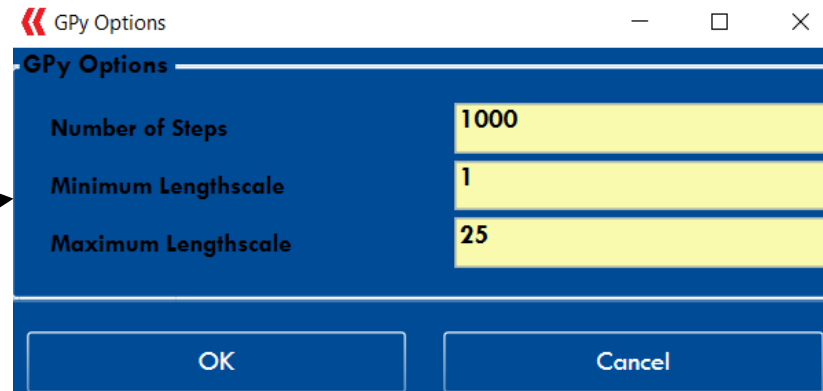 GPy Options
GPy Options
Number of Steps 1000
Minimum Lengthscale 1
Maximum Lengthscale 25
OK Cancel